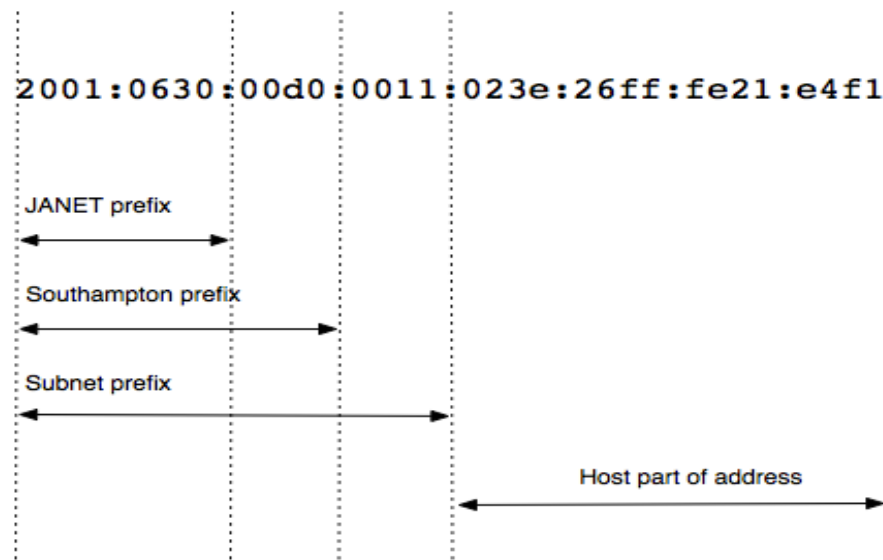 2001:0630:00d0:0011:023e:26ff:fe21:e4f1
JANET prefix
Southampton prefix
Subnet prefix
Host part of address